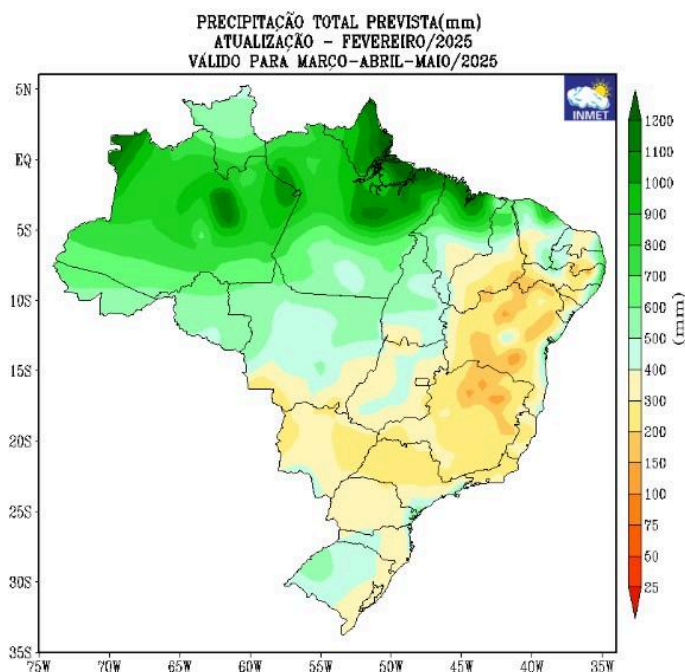 PRECIPITAÇÃO TOTAL PREVISTA(mm)
ATUALIZAÇÃO - FEVEREIRO/2025
VÁLIDO PARA MARÇO-ABRIL-MAIO/2025
INMET
5N
EQ
5S
10S
15S
20S
25S
30S
35S
75W
70W
65W
60W
55W
50W
45W
40W
35W
1200
1100
1000
900
800
700
600
500
400
300
200
150
100
75
50
25
(mm)